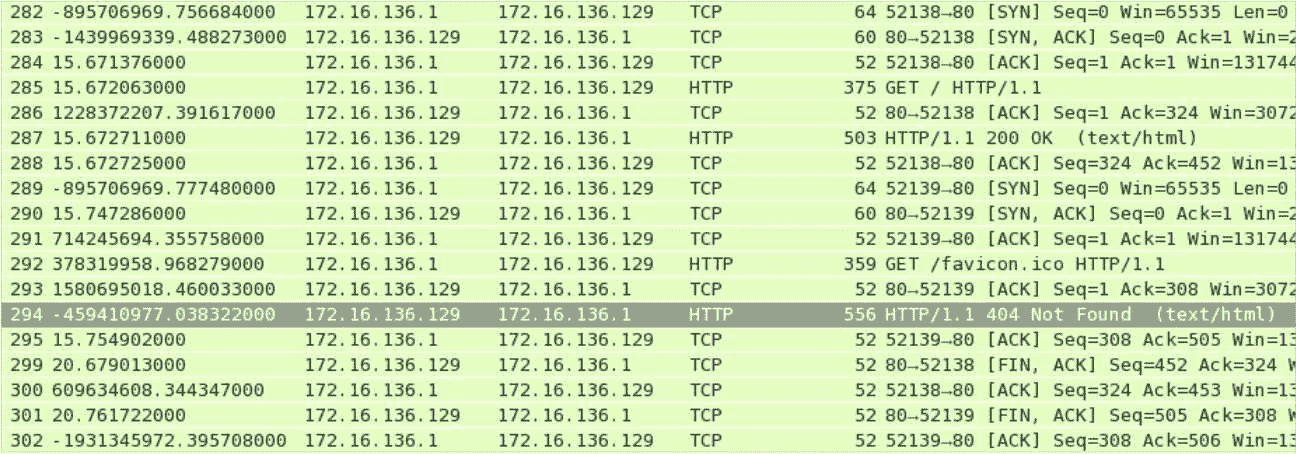 282 -895706969.756684000 172.16.136.1 172.16.136.129 TCP 64 52138→80 [SYN] Seq=0 Win=65535 Len=0
283 -1439969339.488273000 172.16.136.129 172.16.136.1 TCP 60 80→52138 [SYN, ACK] Seq=0 Ack=1 Win=2
284 15.671376000 172.16.136.1 172.16.136.129 TCP 52 52138→80 [ACK] Seq=1 Ack=1 Win=131744
285 15.672063000 172.16.136.1 172.16.136.129 HTTP 375 GET / HTTP/1.1
286 1228372207.391617000 172.16.136.129 172.16.136.1 TCP 52 80→52138 [ACK] Seq=1 Ack=324 Win=3072
287 15.672711000 172.16.136.129 172.16.136.1 HTTP 503 HTTP/1.1 200 OK (text/html)
288 15.672725000 172.16.136.1 172.16.136.129 TCP 52 52138→80 [ACK] Seq=324 Ack=452 Win=13
289 -895706969.777480000 172.16.136.1 172.16.136.129 TCP 64 52139→80 [SYN] Seq=0 Win=65535 Len=0
290 15.747286000 172.16.136.129 172.16.136.1 TCP 60 80→52139 [SYN, ACK] Seq=0 Ack=1 Win=2
291 714245694.355758000 172.16.136.1 172.16.136.129 TCP 52 52139→80 [ACK] Seq=1 Ack=1 Win=131744
292 378319958.968279000 172.16.136.1 172.16.136.129 HTTP 359 GET /favicon.ico HTTP/1.1
293 1580695018.460033000 172.16.136.129 172.16.136.1 TCP 52 80→52139 [ACK] Seq=1 Ack=308 Win=3072
294 -459410977.038322000 172.16.136.129 172.16.136.1 HTTP 556 HTTP/1.1 404 Not Found (text/html)
295 15.754902000 172.16.136.1 172.16.136.129 TCP 52 52139→80 [ACK] Seq=308 Ack=505 Win=13
299 20.679013000 172.16.136.129 172.16.136.1 TCP 52 80→52138 [FIN, ACK] Seq=452 Ack=324 W
300 609634608.344347000 172.16.136.1 172.16.136.129 TCP 52 52138→80 [ACK] Seq=324 Ack=453 Win=13
301 20.761722000 172.16.136.129 172.16.136.1 TCP 52 80→52139 [FIN, ACK] Seq=505 Ack=308 W
302 -1931345972.395708000 172.16.136.1 172.16.136.129 TCP 52 52139→80 [ACK] Seq=308 Ack=506 Win=13